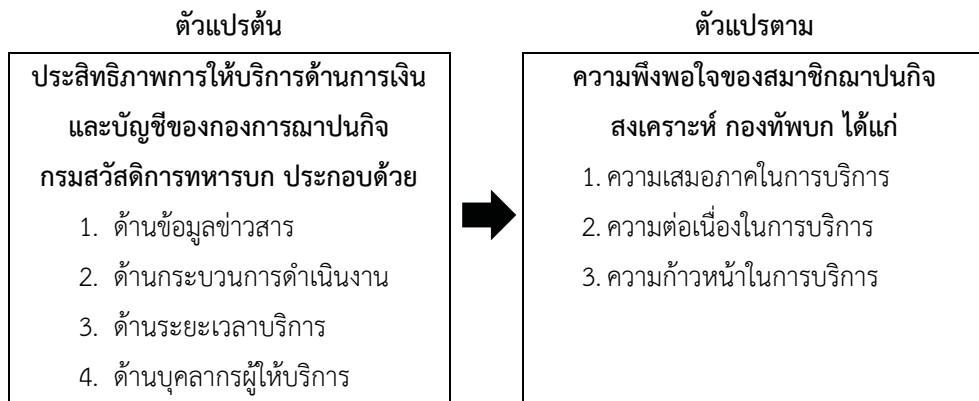 ตัวแปรต้น
ประสิทธิภาพการให้บริการด้านการเงิน
และบัญชีของกองการฌาปนกิจ
กรมสวัสดิการทหารบก ประกอบด้วย
1. ด้านข้อมูลข่าวสาร
2. ด้านกระบวนการดำเนินงาน
3. ด้านระยะเวลาบริการ
4. ด้านบุคลากรผู้ให้บริการ
ตัวแปรตาม
ความพึงพอใจของสมาชิกฌาปนกิจ
สงเคราะห์ กองทัพบก ได้แก่
1. ความเสมอภาคในการบริการ
2. ความต่อเนื่องในการบริการ
3. ความก้าวหน้าในการบริการ